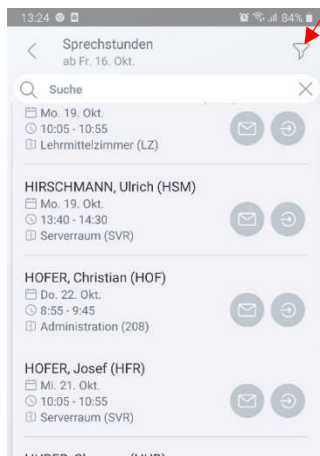 13:24 84%
Sprechstunden
ab Fr. 16. Okt.
Suche
Mo. 19. Okt.
10:05 - 10:55
Lehrmittelzimmer (LZ)
HIRSCHMANN, Ulrich (HSM)
Mo. 19. Okt.
13:40 - 14:30
Serverraum (SVR)
HOFER, Christian (HOF)
Do. 22. Okt.
8:55 - 9:45
Administration (208)
HOFER, Josef (HFR)
Mi. 21. Okt.
10:05 - 10:55
Serverraum (SVR)